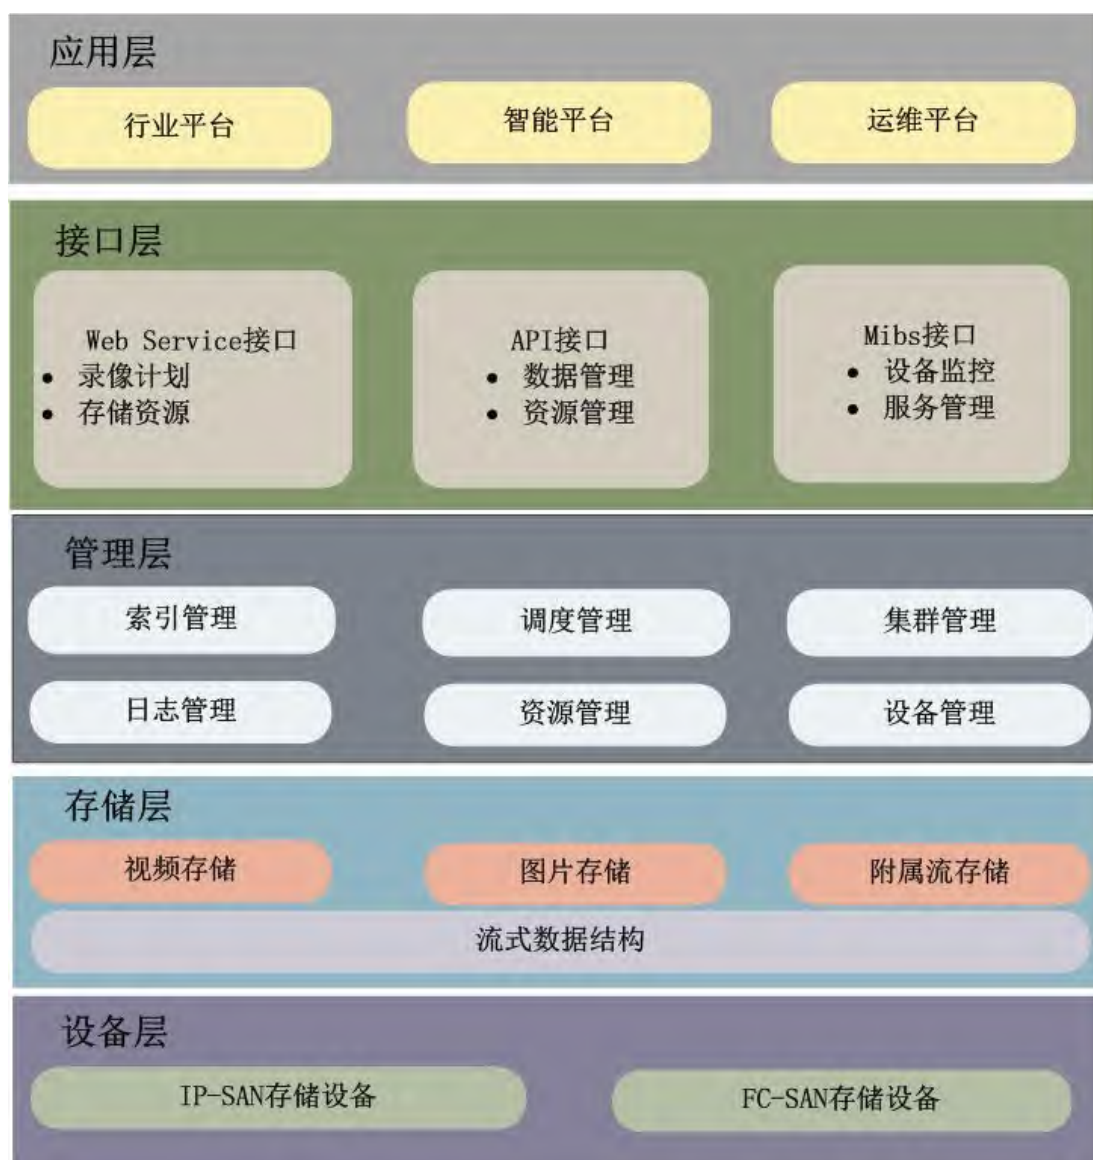 应用层
行业平台
智能平台
运维平台
接口层
Web Service接口
• 录像计划
• 存储资源
API接口
• 数据管理
• 资源管理
Mibs接口
• 设备监控
• 服务管理
管理层
索引管理
调度管理
集群管理
日志管理
资源管理
设备管理
存储层
视频存储
图片存储
附属流存储
流式数据结构
设备层
IP-SAN存储设备
FC-SAN存储设备